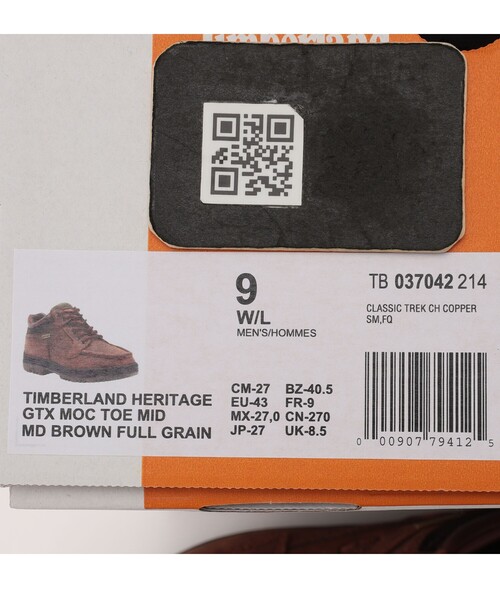 Timberland
9
W/L
MEN'S/HOMMES
TB 037042 214
CLASSIC TREK CH COPPER
SM,FQ
TIMBERLAND HERITAGE
GTX MOC TOE MID
MD BROWN FULL GRAIN
CM-27 BZ-40.5
EU-43 FR-9
MX-27,0 CN-270
JP-27 UK-8.5
0 00907 79412 5